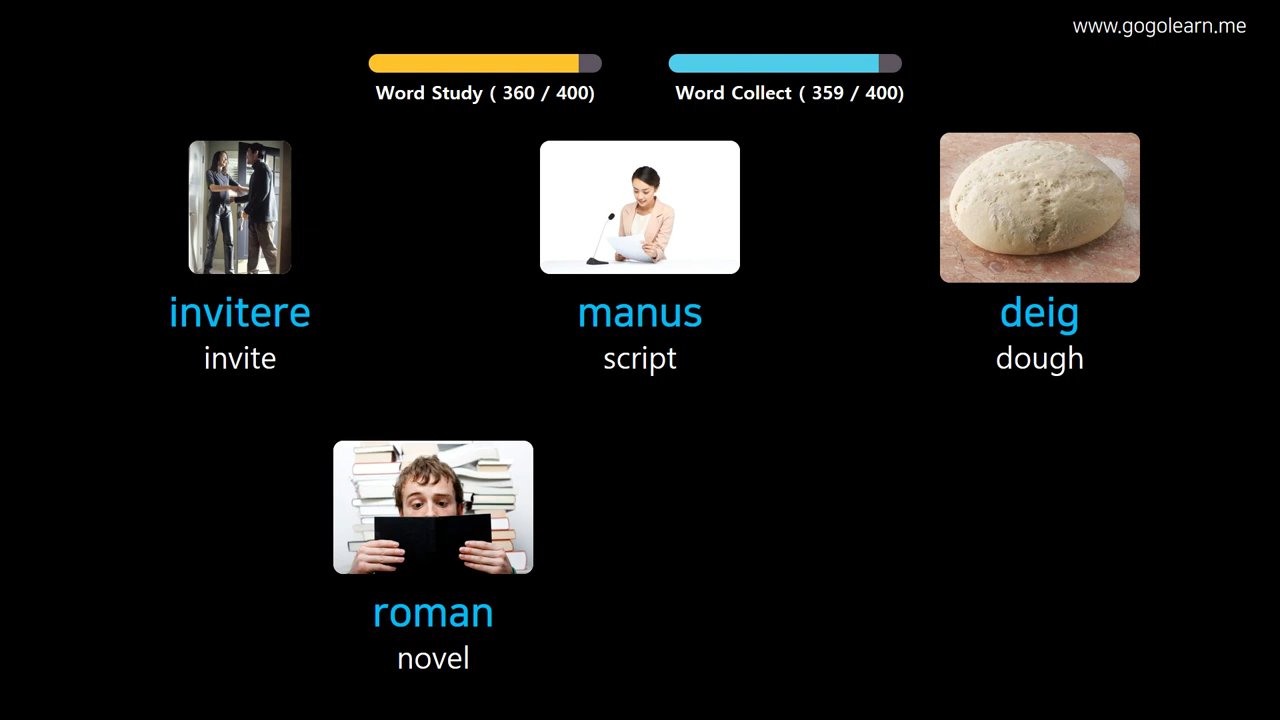 www.gogolearn.me
Word Study ( 360 / 400)
Word Collect ( 359 / 400)
invitere
invite
manus
script
deig
dough
roman
novel